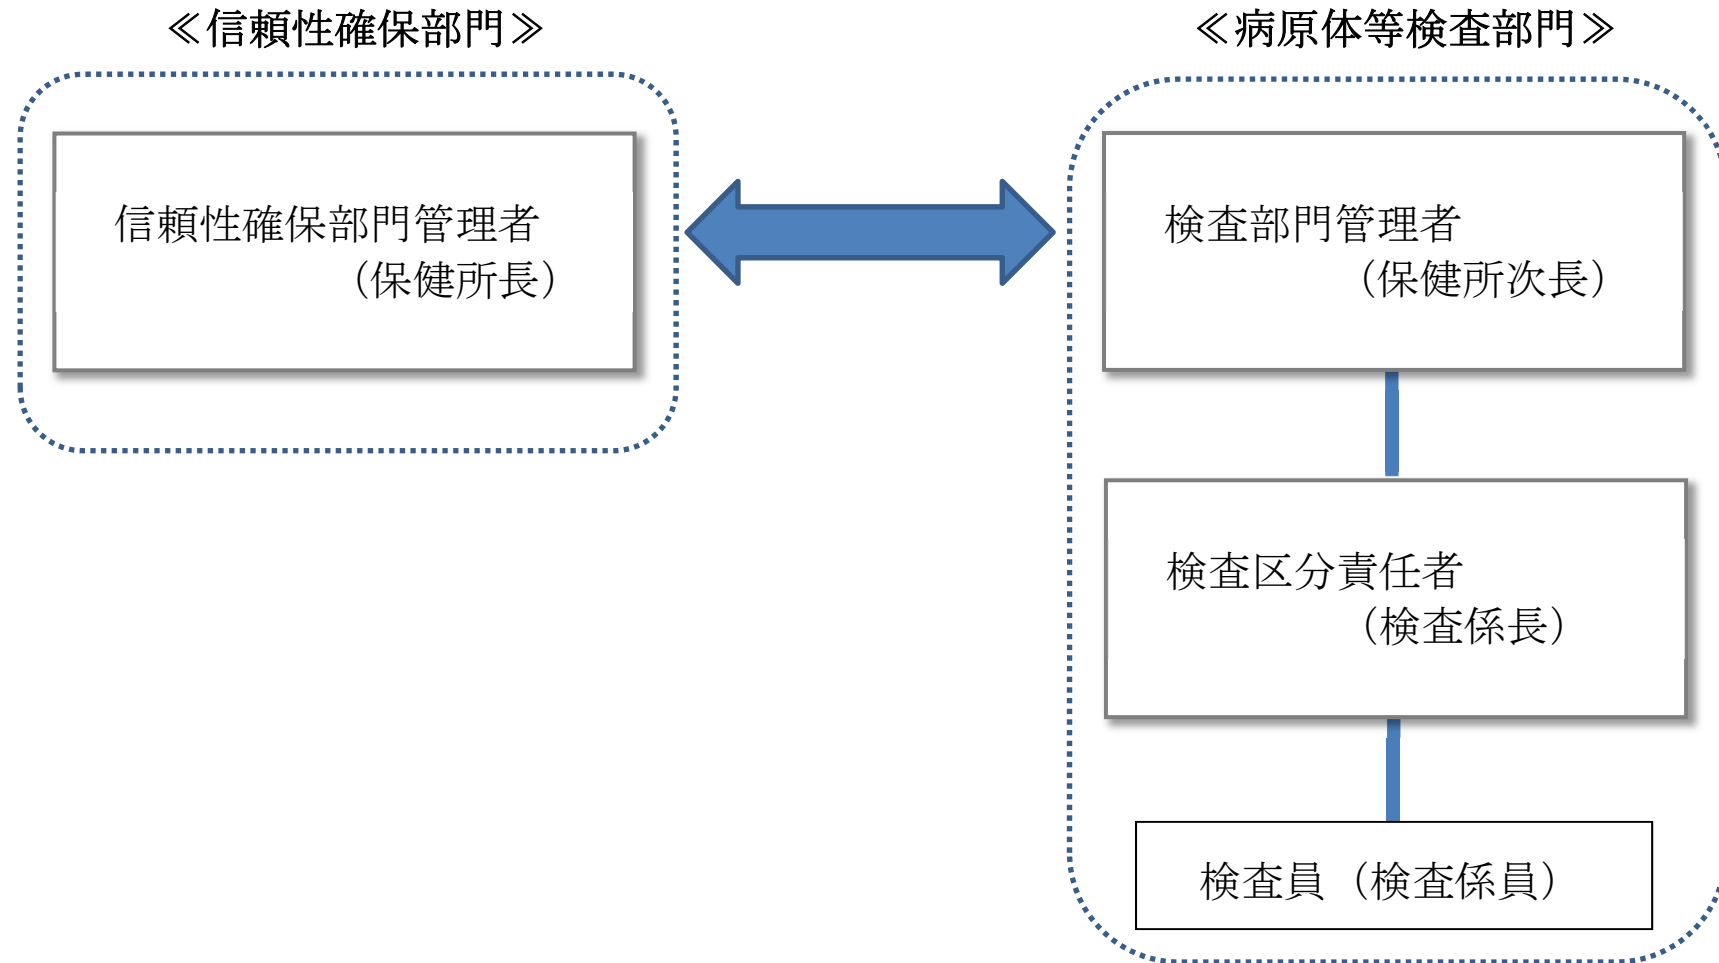 ≪信頼性確保部門≫
信頼性確保部門管理者
（保健所長）
≪病原体等検査部門≫
検査部門管理者
（保健所次長）
検査区分責任者
（検査係長）
検査員（検査係員）